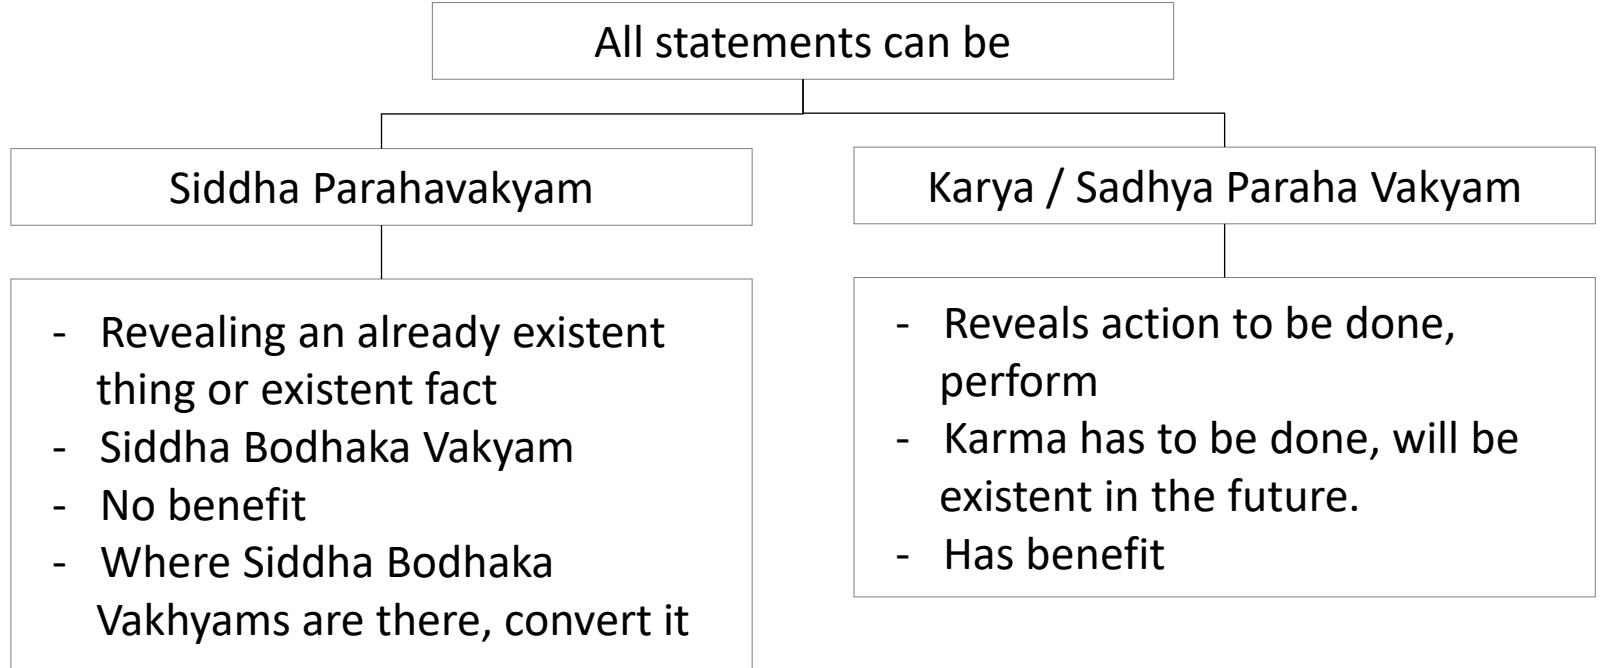 All statements can be
Siddha Parahavakyam
- Revealing an already existent
thing or existent fact
- Siddha Bodhaka Vakyam
- No benefit
- Where Siddha Bodhaka
Vakhyams are there, convert it
Karya / Sadhya Paraha Vakyam
- Reveals action to be done,
perform
- Karma has to be done, will be
existent in the future.
- Has benefit